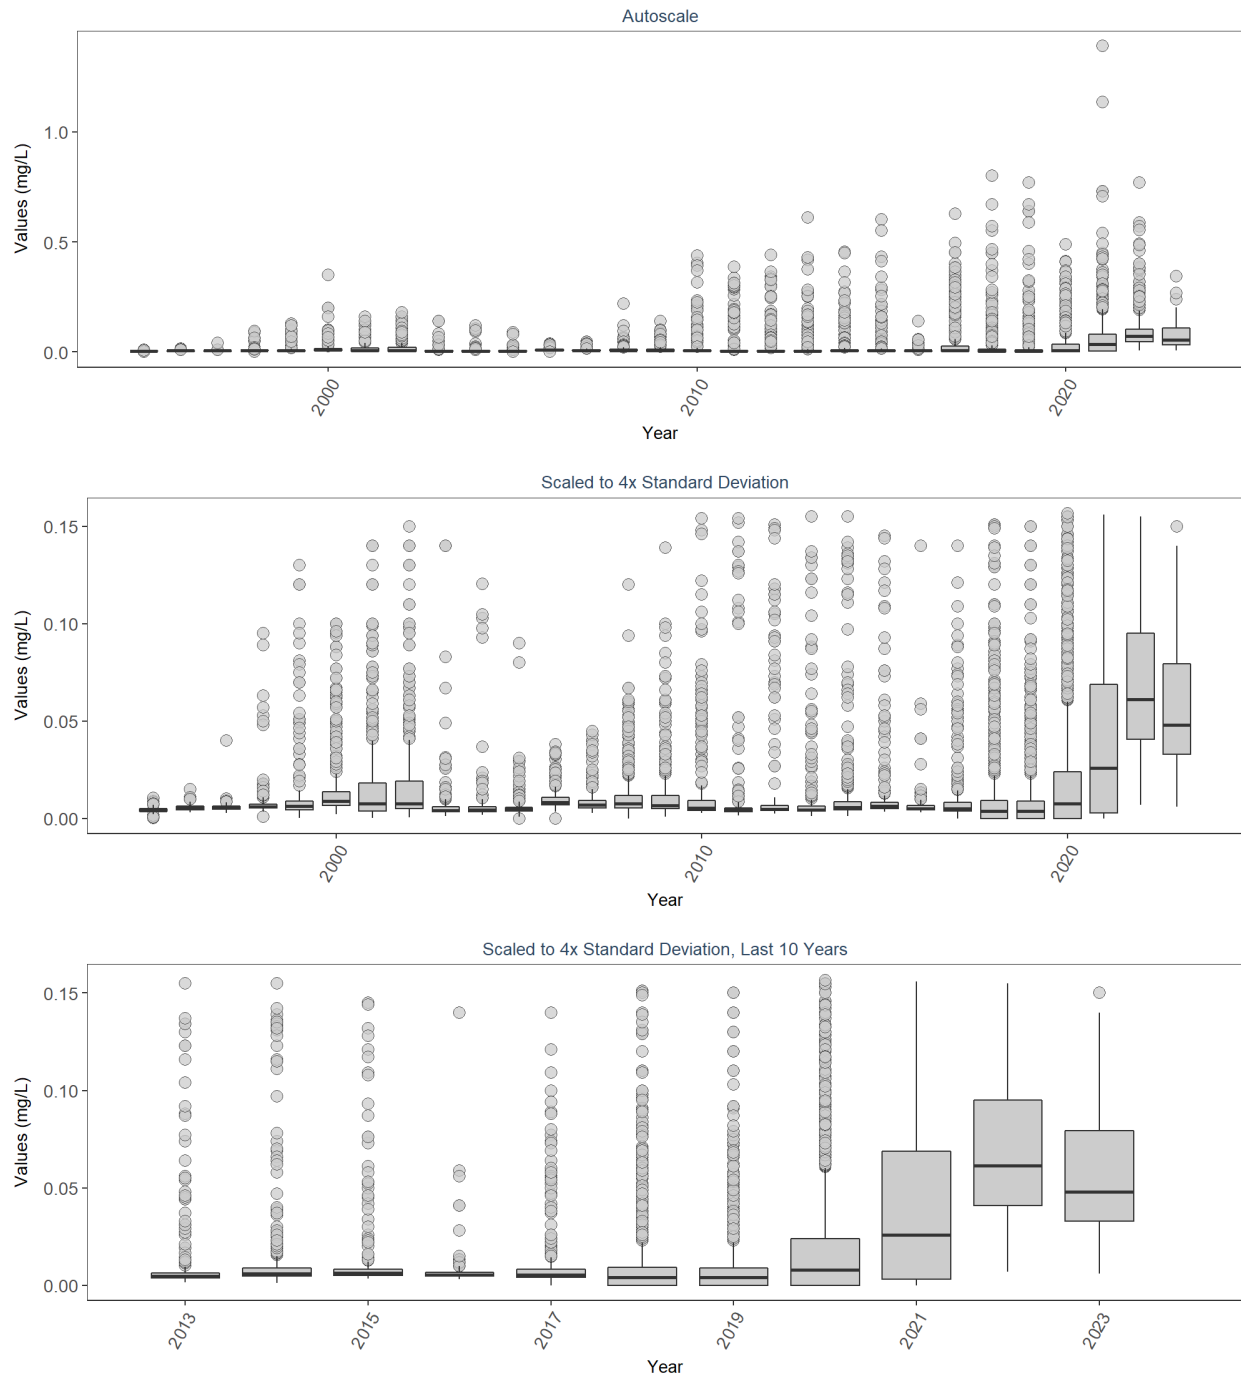 Autoscale
Values (mg/L)
1.0
0.5
0.0
2000
2010
2020
Year
Scaled to 4x Standard Deviation
Values (mg/L)
0.15
0.10
0.05
0.00
2000
2010
2020
Year
Scaled to 4x Standard Deviation, Last 10 Years
Values (mg/L)
0.15
0.10
0.05
0.00
2013
2015
2017
2019
2021
2023
Year